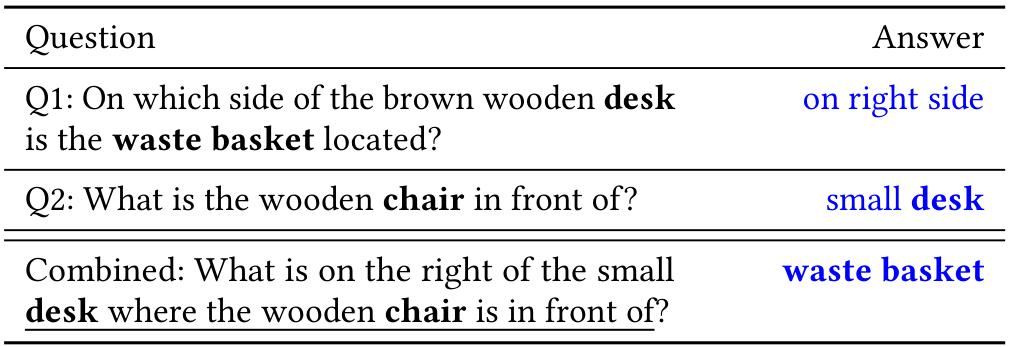 Question Answer
Q1: On which side of the brown wooden desk on right side
is the waste basket located?
Q2: What is the wooden chair in front of? small desk
Combined: What is on the right of the small waste basket
desk where the wooden chair is in front of?